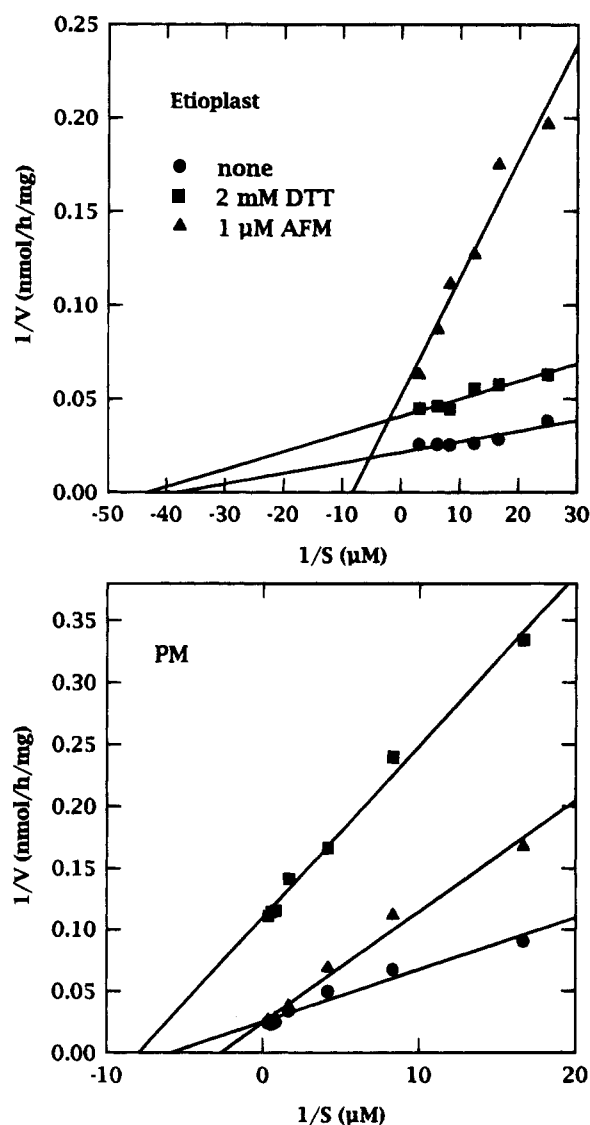 0.25
0.20
0.15
0.10
0.05
0.00
1/V (nmol/h/mg)
Etioplast
none
2 mM DTT
1 µM AFM
-50 -40 -30 -20 -10 0 10 20 30
1/S (µM)
0.35
0.30
0.25
0.20
0.15
0.10
0.05
0.00
1/V (nmol/h/mg)
PM
-10 0 10 20
1/S (µM)